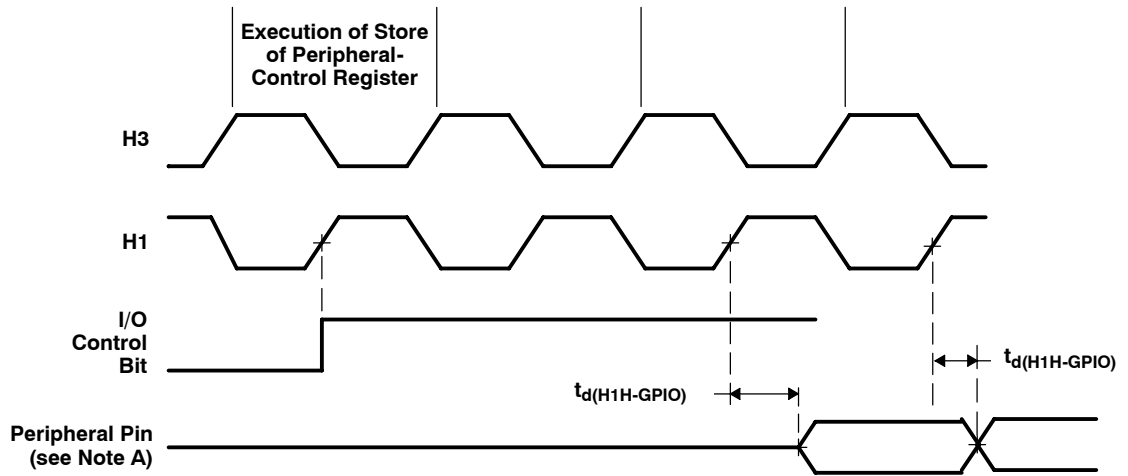 Execution of Store
of Peripheral-
Control Register
H3
H1
I/O
Control
Bit
td(H1H-GPIO)
td(H1H-GPIO)
Peripheral Pin
(see Note A)